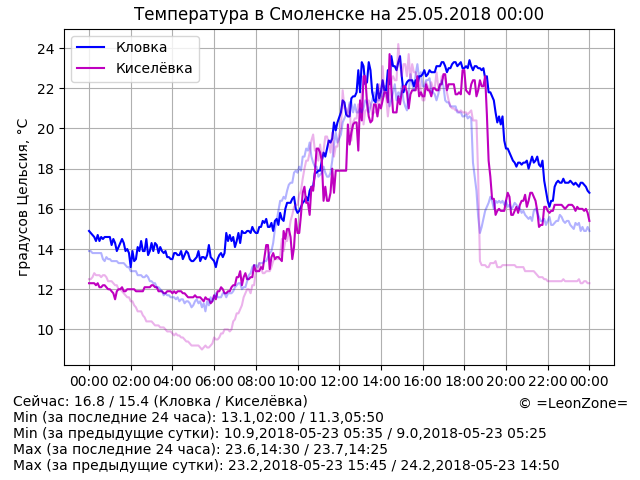 Температура в Смоленске на 25.05.2018 00:00
градусов Цельсия, °C
24
22
20
18
16
14
12
10
Кловка
Киселёвка
00:00 02:00 04:00 06:00 08:00 10:00 12:00 14:00 16:00 18:00 20:00 22:00 00:00
Сейчас: 16.8 / 15.4 (Кловка / Киселёвка)
© =LeonZone=
Min (за последние 24 часа): 13.1,02:00 / 11.3,05:50
Min (за предыдущие сутки): 10.9,2018-05-23 05:35 / 9.0,2018-05-23 05:25
Max (за последние 24 часа): 23.6,14:30 / 23.7,14:25
Max (за предыдущие сутки): 23.2,2018-05-23 15:45 / 24.2,2018-05-23 14:50